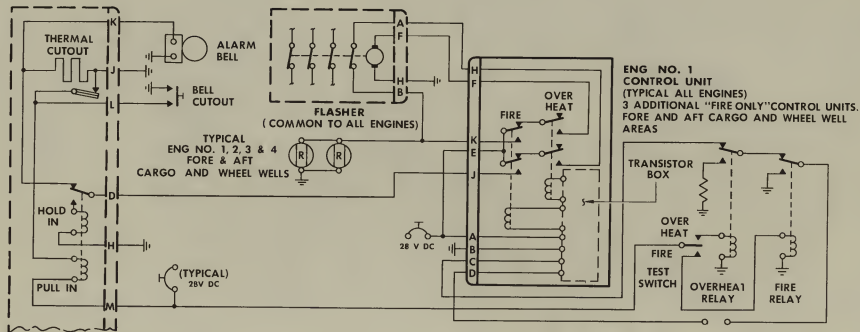 K
THERMAL
CUTOUT
J
L
ALARM
BELL
BELL
CUTOUT
A
F
H
B
FLASHER
(COMMON TO ALL ENGINES)
TYPICAL
ENG NO. 1, 2, 3 & 4
FORE & AFT
CARGO AND WHEEL WELLS
R
R
D
HOLD
IN
H
PULL IN
M
(TYPICAL)
28V DC
H
F
K
E
J
A
B
C
D
FIRE
OVER
HEAT
28 V DC
ENG NO. 1
CONTROL UNIT
(TYPICAL ALL ENGINES)
3 ADDITIONAL "FIRE ONLY" CONTROL UNITS.
FORE AND AFT CARGO AND WHEEL WELL
AREAS
TRANSISTOR
BOX
OVER
HEAT
FIRE
TEST
SWITCH
OVERHEAT
RELAY
FIRE
RELAY